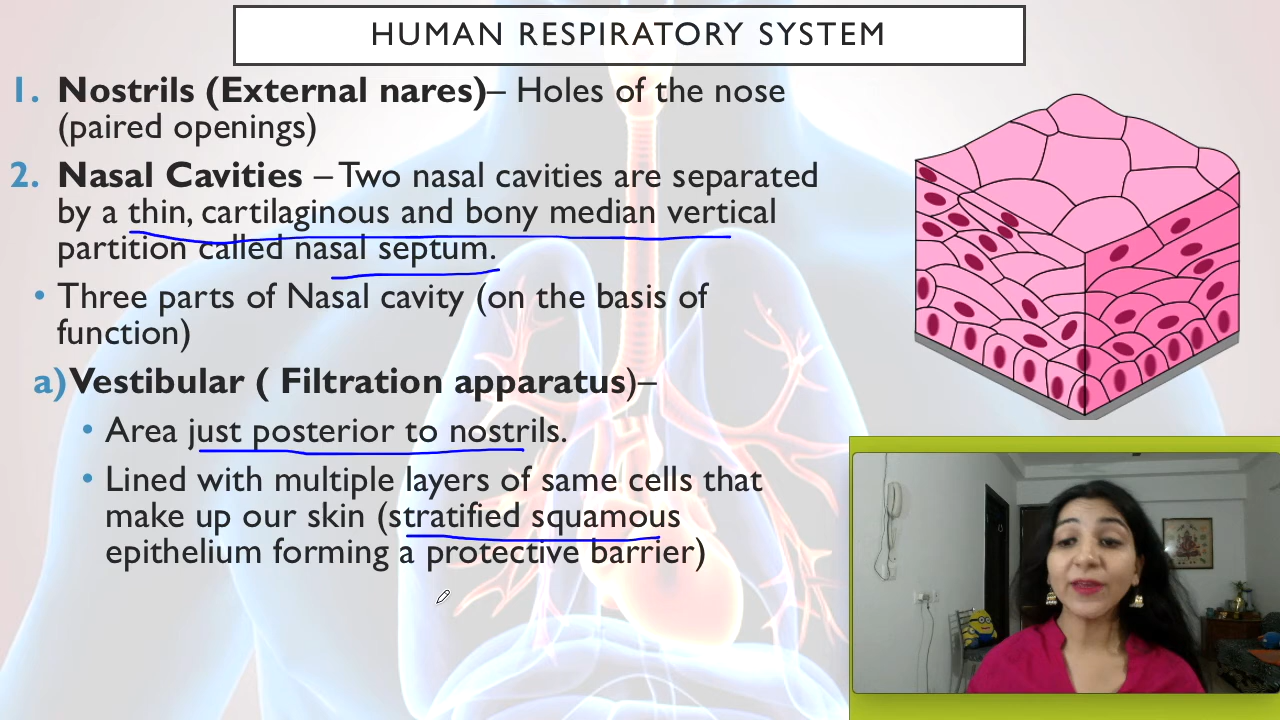 HUMAN RESPIRATORY SYSTEM
1. Nostrils (External nares)– Holes of the nose
(paired openings)
2. Nasal Cavities – Two nasal cavities are separated
by a thin, cartilaginous and bony median vertical
partition called nasal septum.
• Three parts of Nasal cavity (on the basis of
function)
a) Vestibular ( Filtration apparatus)–
• Area just posterior to nostrils.
• Lined with multiple layers of same cells that
make up our skin (stratified squamous
epithelium forming a protective barrier)